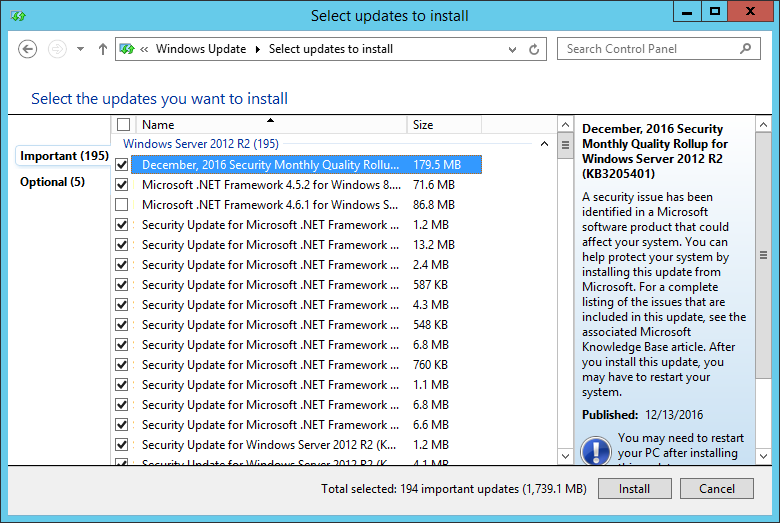 Select updates to install
« Windows Update Select updates to install
Search Control Panel
Select the updates you want to install
Important (195)
Optional (5)
Name Size
Windows Server 2012 R2 (195)
December, 2016 Security Monthly Quality Rollu... 179.5 MB
Microsoft .NET Framework 4.5.2 for Windows 8.... 71.6 MB
Microsoft .NET Framework 4.6.1 for Windows S... 86.8 MB
Security Update for Microsoft .NET Framework ... 1.2 MB
Security Update for Microsoft .NET Framework ... 13.2 MB
Security Update for Microsoft .NET Framework ... 2.4 MB
Security Update for Microsoft .NET Framework ... 587 KB
Security Update for Microsoft .NET Framework ... 4.3 MB
Security Update for Microsoft .NET Framework ... 548 KB
Security Update for Microsoft .NET Framework ... 6.8 MB
Security Update for Microsoft .NET Framework ... 760 KB
Security Update for Microsoft .NET Framework ... 1.1 MB
Security Update for Microsoft .NET Framework ... 6.8 MB
Security Update for Microsoft .NET Framework ... 6.6 MB
Security Update for Windows Server 2012 R2 (K... 1.2 MB
Security Update for Windows Server 2012 R2 (K... 4.1 MB
December, 2016 Security
Monthly Quality Rollup for
Windows Server 2012 R2
(KB3205401)
A security issue has been
identified in a Microsoft
software product that could
affect your system. You can
help protect your system by
installing this update from
Microsoft. For a complete
listing of the issues that are
included in this update, see the
associated Microsoft
Knowledge Base article. After
you install this update, you
may have to restart your
system.
Published: 12/13/2016
You may need to restart
your PC after installing
this update.
Total selected: 194 important updates (1,739.1 MB)
Install
Cancel